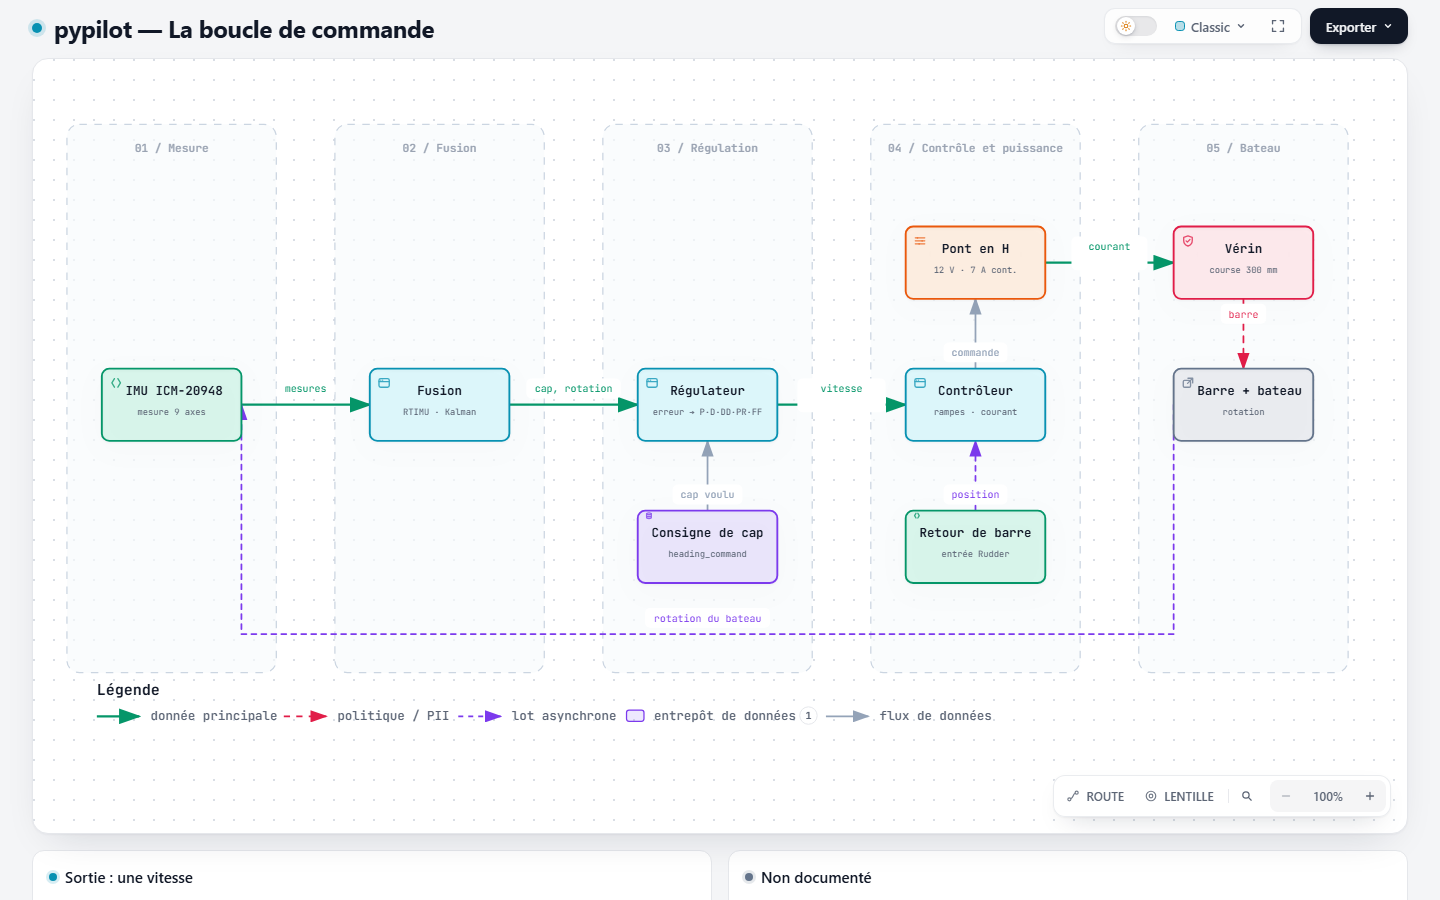 pypilot — La boucle de commande
Classic
Exporter
01 / Mesure
02 / Fusion
03 / Régulation
04 / Contrôle et puissance
05 / Bateau
Pont en H
12 V · 7 A cont.
courant
Vérin
course 300 mm
barre
commande
IMU ICM-20948
mesure 9 axes
mesures
Fusion
RTIMU · Kalman
cap, rotation
Régulateur
erreur → P·D·DD·PR·FF
vitesse
Contrôleur
rampes · courant
Barre + bateau
rotation
cap voulu
position
Consigne de cap
heading_command
Retour de barre
entrée Rudder
rotation du bateau
Légende
donnée principale
politique / PII
lot asynchrone
entrepôt de données 1
flux de données
ROUTE
LENTILLE
− 100% +
Sortie : une vitesse
Non documenté